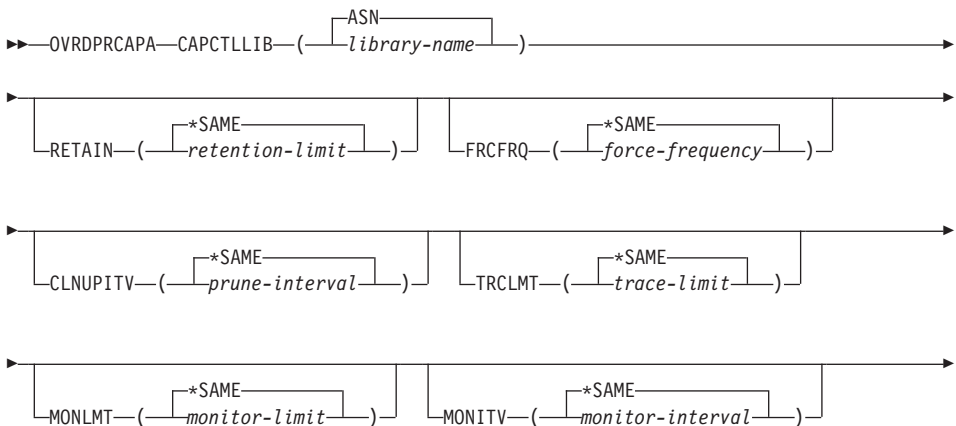 ASN
OVRDPRCAPA CAPCTLLIB ( library-name )
*SAME *SAME
RETAIN ( retention-limit ) FRCFRQ ( force-frequency )
*SAME *SAME
CLNUPITV ( prune-interval ) TRCLMT ( trace-limit )
*SAME *SAME
MONLMT ( monitor-limit ) MONITV ( monitor-interval )